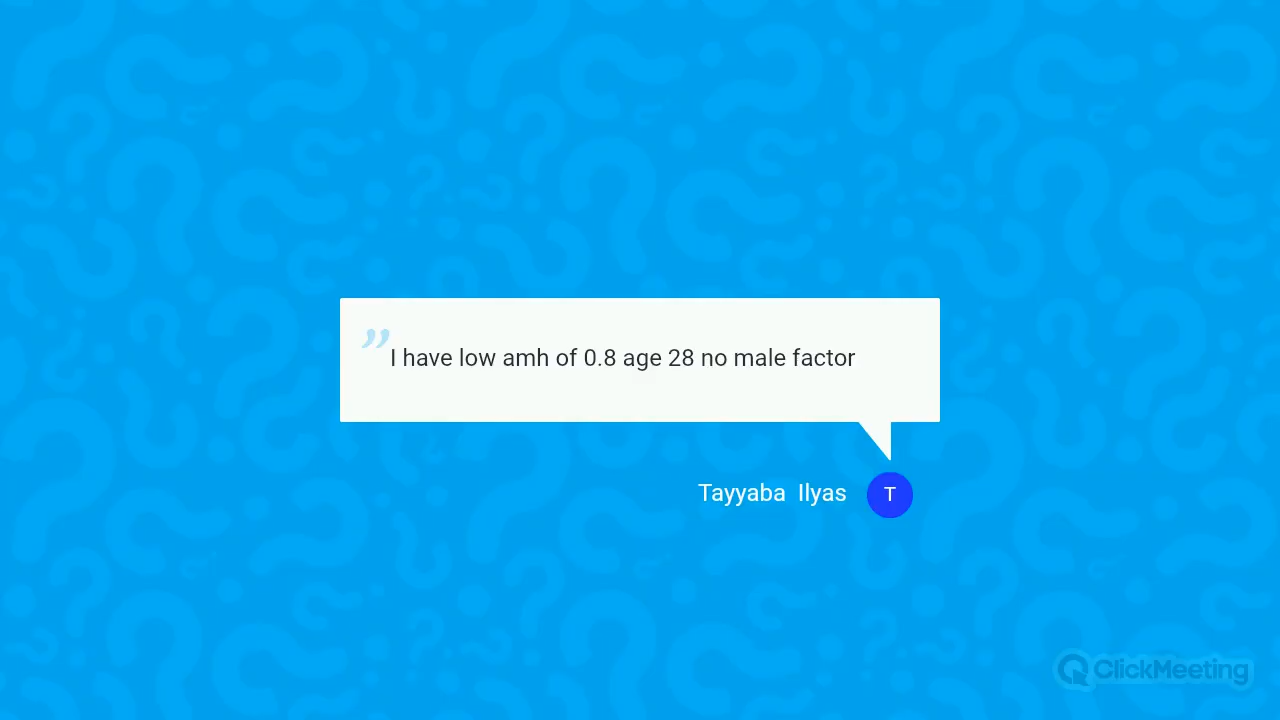 ”I have low amh of 0.8 age 28 no male factor
Tayyaba Ilyas T
ClickMeeting